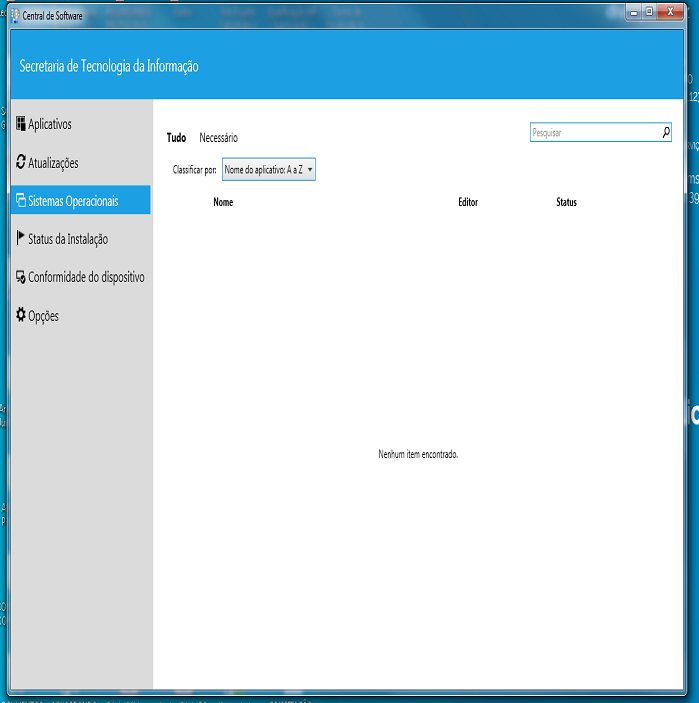 Central de Software
Secretaria de Tecnologia da Informação
Aplicativos
Atualizações
Sistemas Operacionais
Status da Instalação
Conformidade do dispositivo
Opções
Tudo Necessário
Pesquisar
Classificar por: Nome do aplicativo: A a Z
Nome Editor Status
Nenhum item encontrado.